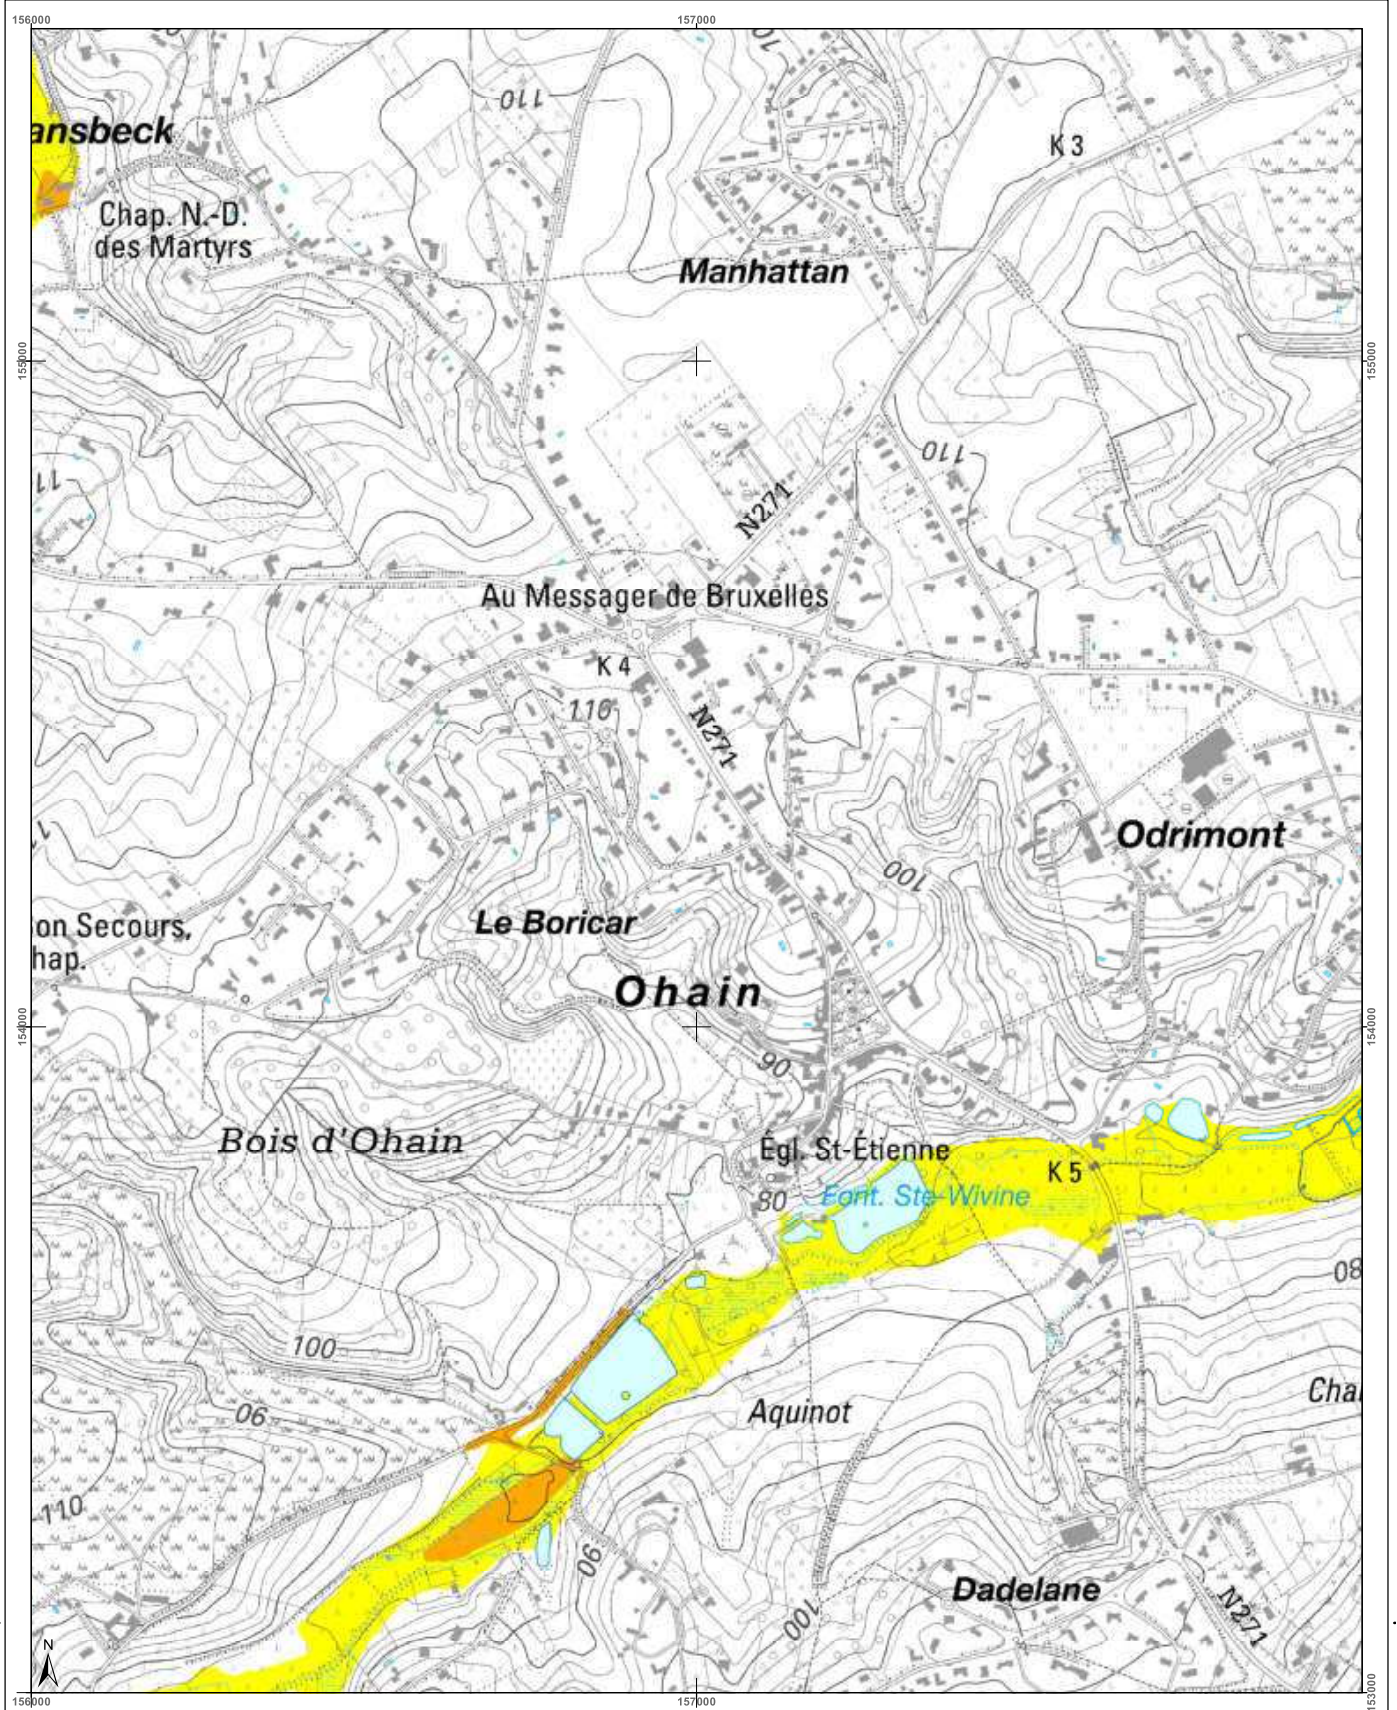 156000
157000
110
10
ansbeck
K 3
Chap. N.-D.
des Martyrs
Manhattan
155000
155000
110
11
N271
Au Messager de Bruxelles
K 4
110
N271
Odrimont
100
Le Boricar
on Secours,
hap.
Ohain
154000
154000
90
Bois d'Ohain
Égl. St-Étienne
K 5
80
Font. Ste-Wivine
80
100
90
Aquinot
Cha
110
90
100
Dadelane
N271
N
156000
157000
153000